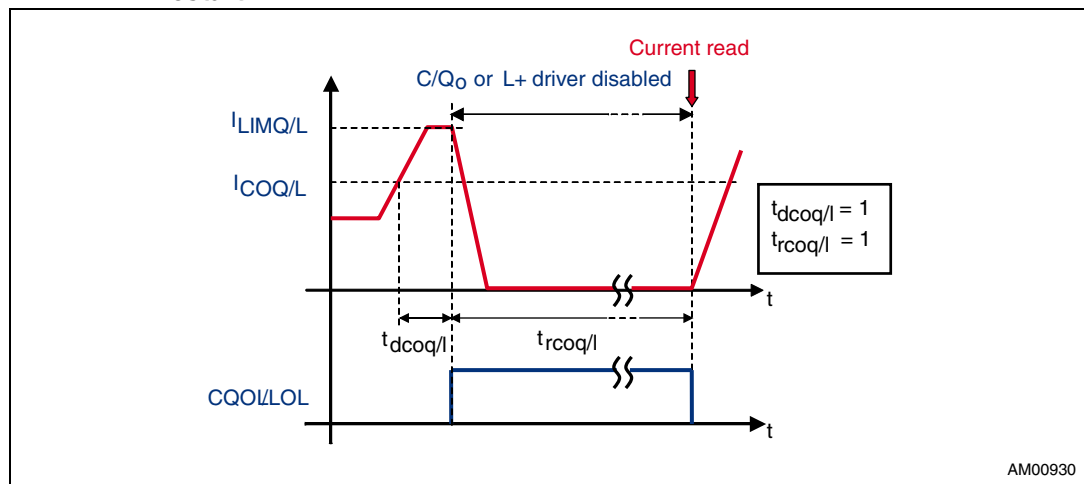 Current read
C/Qo or L+ driver disabled
ILIMQ/L
ICOQ/L
tdcoq/l = 1
trcoq/l = 1
t
tdcoq/l
trcoq/l
CQOL/LOL
t
AM00930